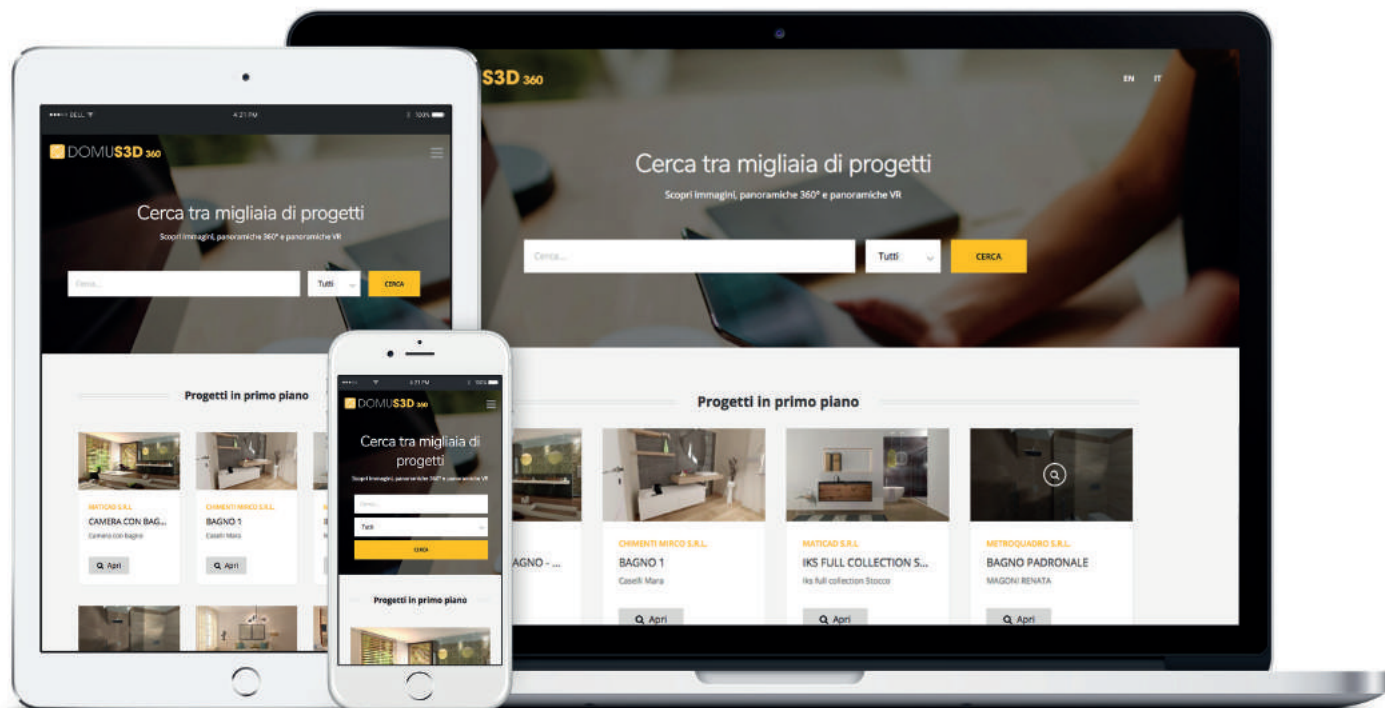 BELL
4:21 PM
100%
DOMUS3D 360
Cerca tra migliaia di progetti
Scopri immagini, panoramiche 360° e panoramiche VR
Cerca...
Tutti
CERCA
Progetti in primo piano
MATICAD S.R.L.
CAMERA CON BAG...
Camera con bagno
Apri
CHIMENTI MIRCO S.R.L.
BAGNO 1
Caselli Mara
Apri
4:21 PM
100%
DOMUS3D 360
Cerca tra migliaia di
progetti
Scopri immagini, panoramiche 360° e panoramiche VR
Cerca...
Tutti
CERCA
Progetti in primo piano
S3D 360
EN IT
Cerca tra migliaia di progetti
Scopri immagini, panoramiche 360° e panoramiche VR
Cerca...
Tutti
CERCA
Progetti in primo piano
AGNO - ...
CHIMENTI MIRCO S.R.L.
BAGNO 1
Caselli Mara
Apri
MATICAD S.R.L.
IKS FULL COLLECTION S...
Iks full collection Stocco
Apri
METROQUADRO S.R.L.
BAGNO PADRONALE
MAGONI RENATA
Apri